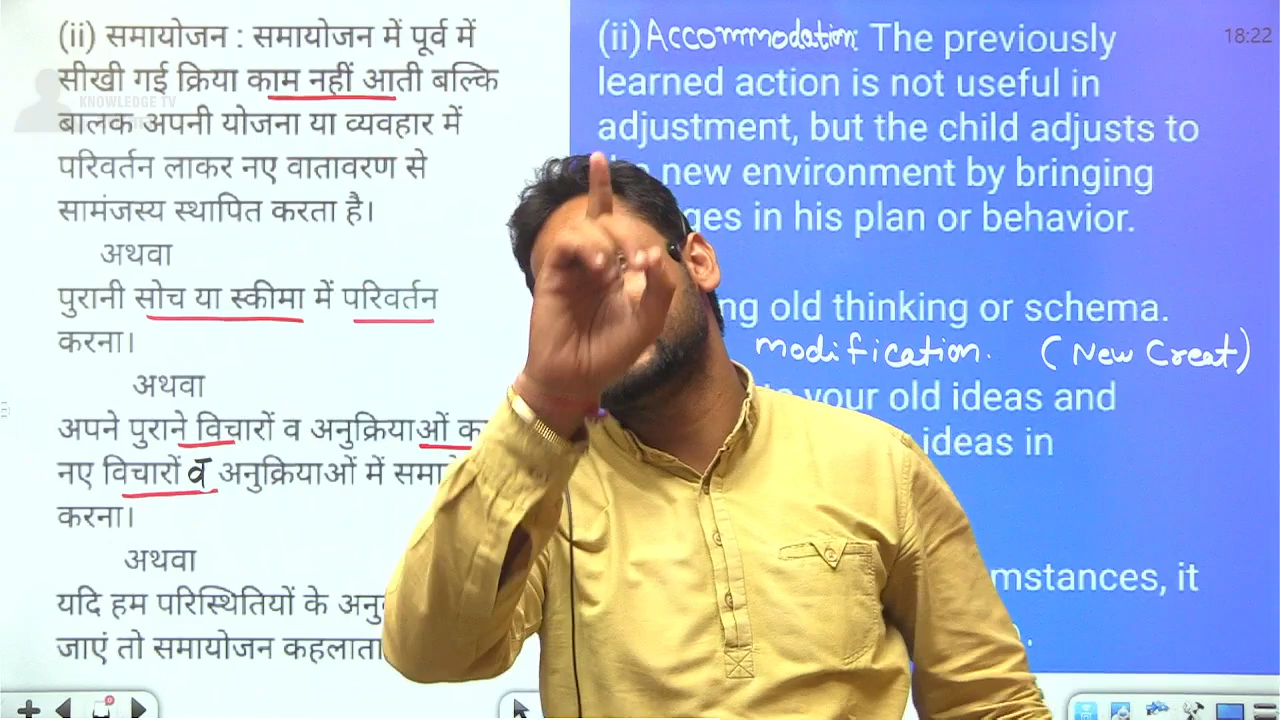 (ii) समायोजन : समायोजन में पूर्व में
सीखी गई क्रिया काम नहीं आती बल्कि
बालक अपनी योजना या व्यवहार में
परिवर्तन लाकर नए वातावरण से
सामंजस्य स्थापित करता है।
अथवा
पुरानी सोच या स्कीमा में परिवर्तन
करना।
अथवा
अपने पुराने विचारों व अनुक्रियाओं
नए विचारों व अनुक्रियाओं में
करना।
अथवा
यदि हम परिस्थितियों के
जाएं तो समायोजन कहलाता
KNOWLEDGE TV
18:22
(ii) Accommodation: The previously
learned action is not useful in
adjustment, but the child adjusts to
new environment by bringing
in his plan or behavior.
old thinking or schema.
modification. (New Creat)
your old ideas and
ideas in
it